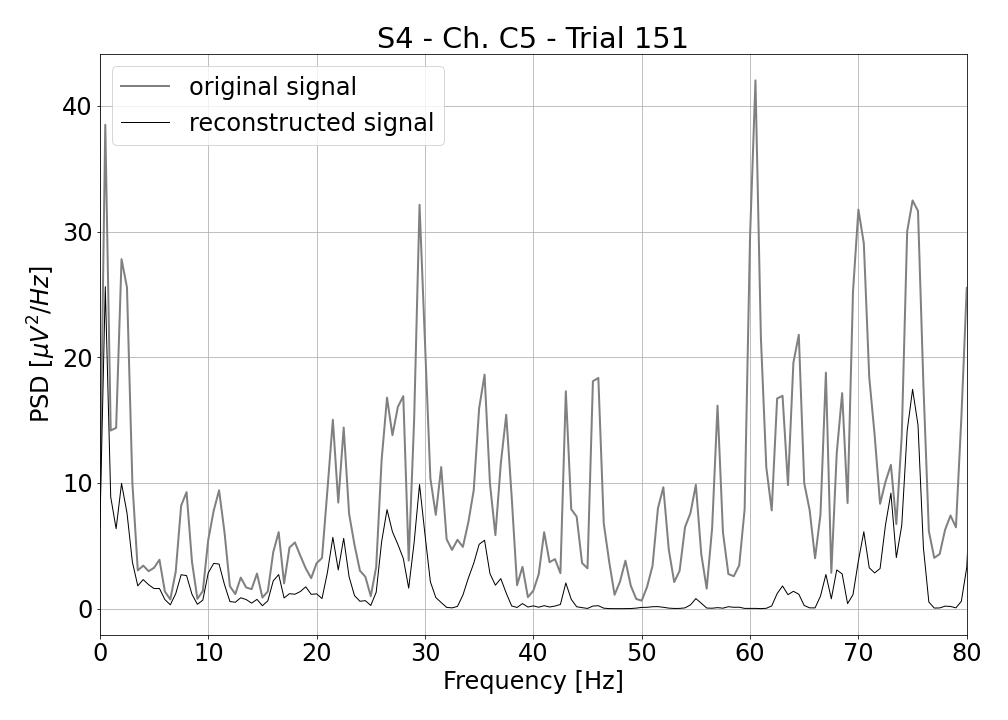 S4 - Ch. C5 - Trial 151
original signal
reconstructed signal
PSD [μV²/Hz]
40
30
20
10
0
0 10 20 30 40 50 60 70 80
Frequency [Hz]